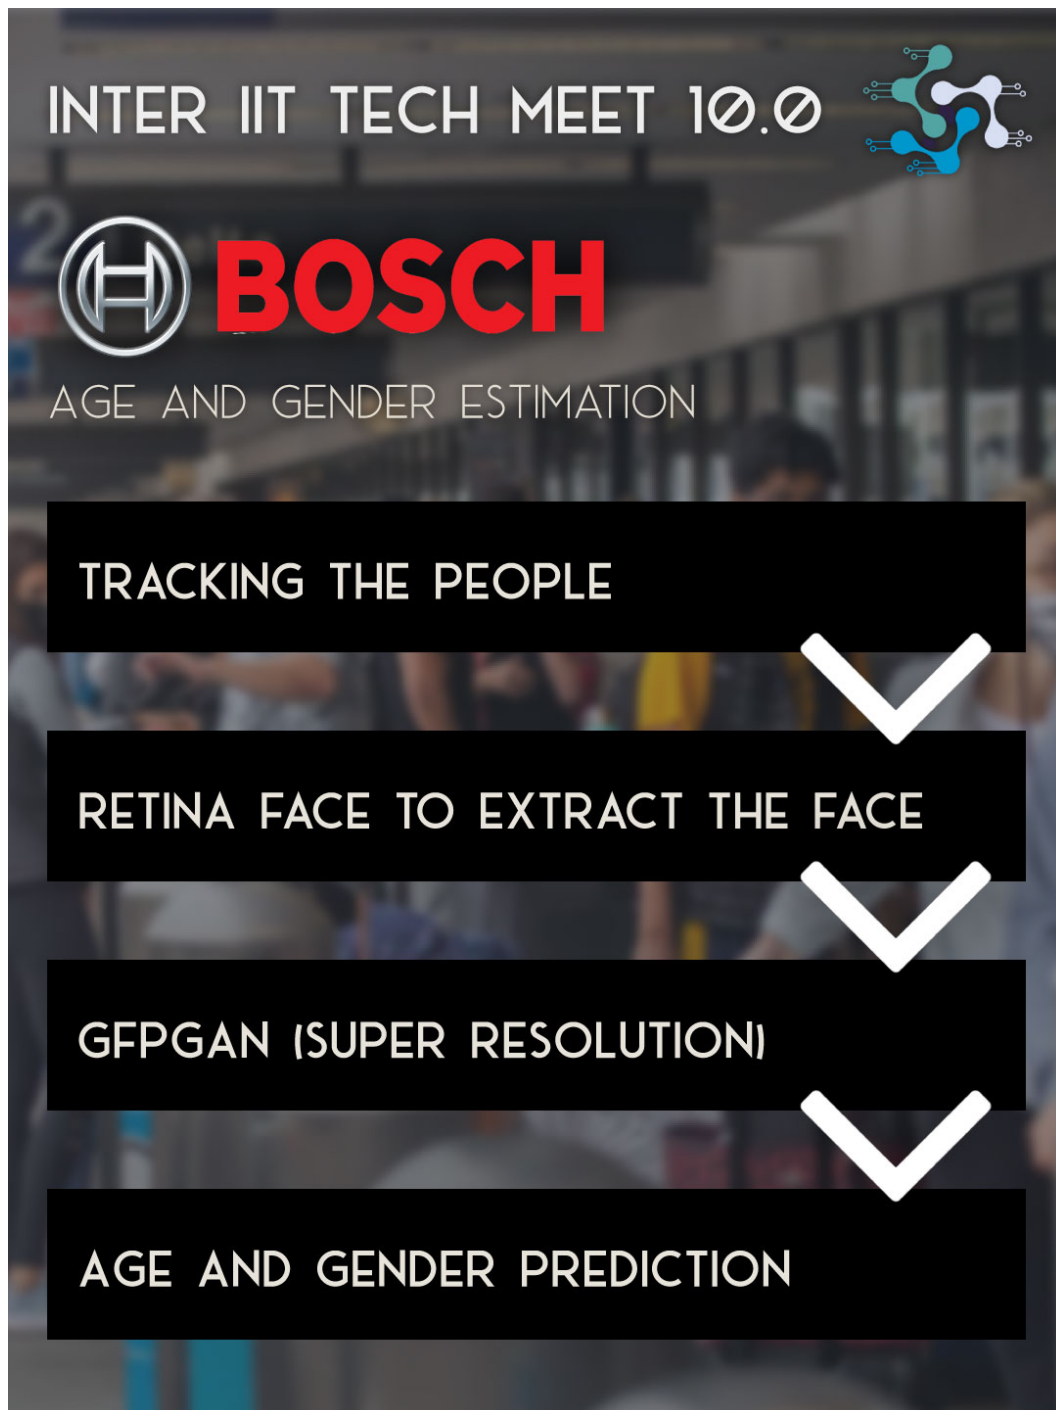 INTER IIT TECH MEET 10.0
2
BOSCH
AGE AND GENDER ESTIMATION
TRACKING THE PEOPLE
RETINA FACE TO EXTRACT THE FACE
GFPGAN (SUPER RESOLUTION)
AGE AND GENDER PREDICTION